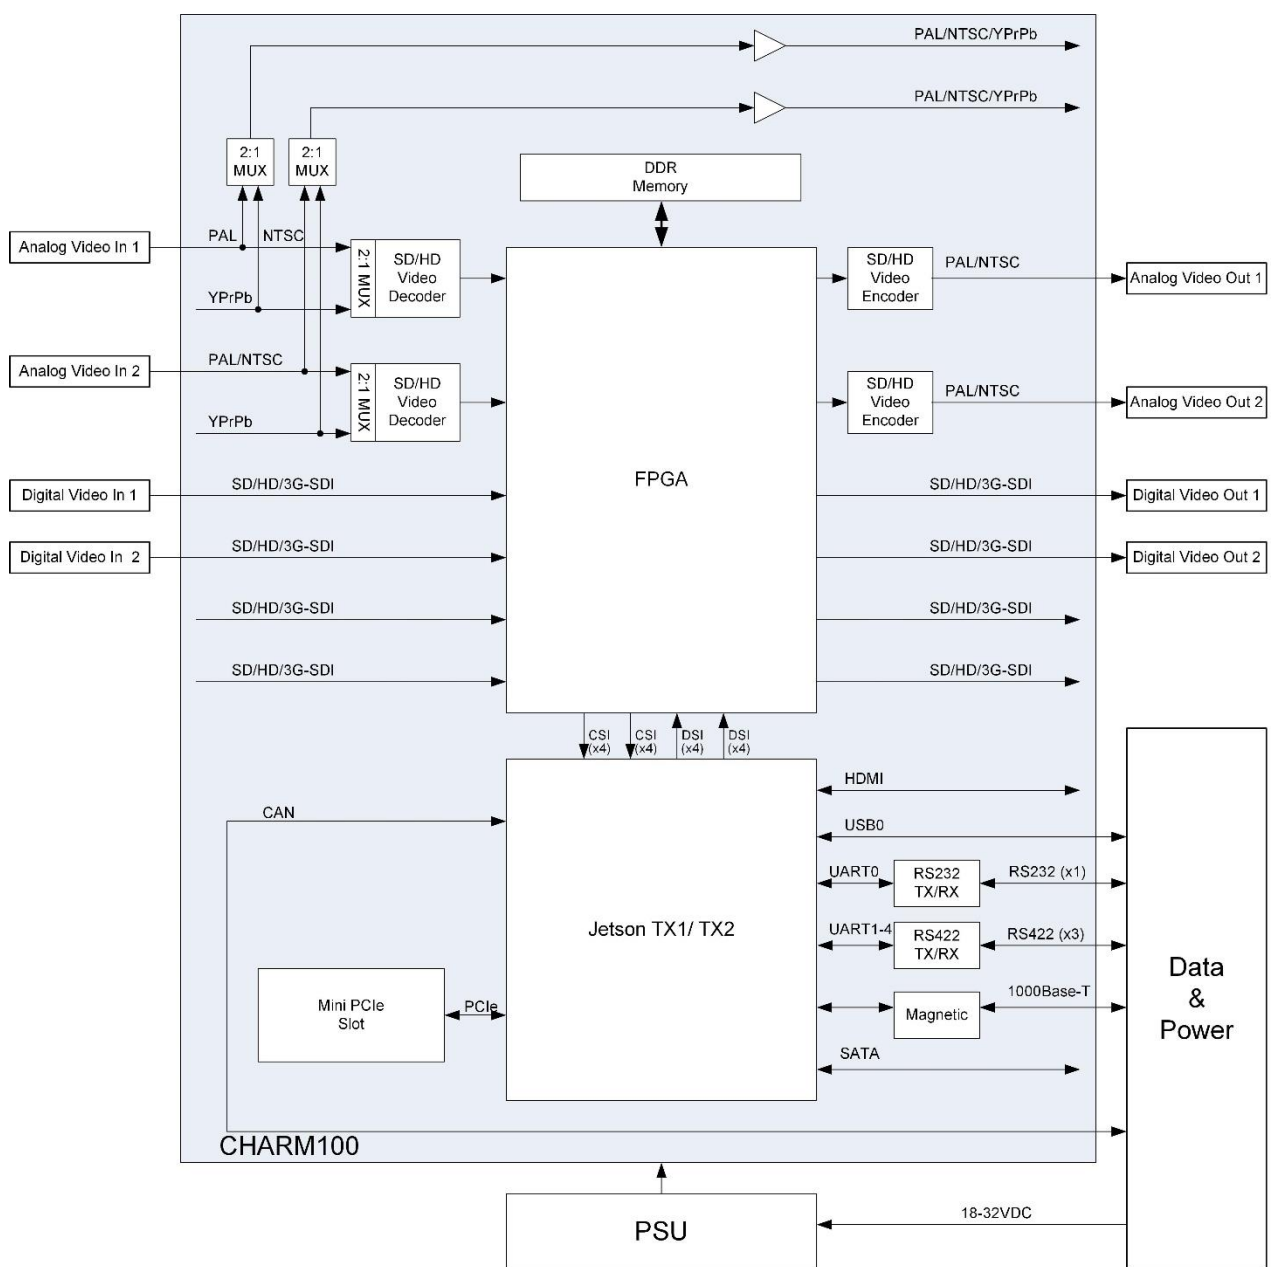 PAL/NTSC/YPrPb
PAL/NTSC/YPrPb
2:1
MUX
2:1
MUX
DDR
Memory
Analog Video In 1
PAL
NTSC
YPrPb
2:1 MUX
SD/HD
Video
Decoder
SD/HD
Video
Encoder
PAL/NTSC
Analog Video Out 1
Analog Video In 2
PAL/NTSC
YPrPb
2:1 MUX
SD/HD
Video
Decoder
SD/HD
Video
Encoder
PAL/NTSC
Analog Video Out 2
FPGA
Digital Video In 1
SD/HD/3G-SDI
SD/HD/3G-SDI
Digital Video Out 1
Digital Video In 2
SD/HD/3G-SDI
SD/HD/3G-SDI
Digital Video Out 2
SD/HD/3G-SDI
SD/HD/3G-SDI
SD/HD/3G-SDI
SD/HD/3G-SDI
CSI
(x4)
CSI
(x4)
DSI
(x4)
DSI
(x4)
HDMI
CAN
USB0
UART0
RS232
TX/RX
RS232 (x1)
Jetson TX1/ TX2
UART1-4
RS422
TX/RX
RS422 (x3)
Data
&
Power
Mini PCIe
Slot
PCIe
Magnetic
1000Base-T
SATA
CHARM100
PSU
18-32VDC